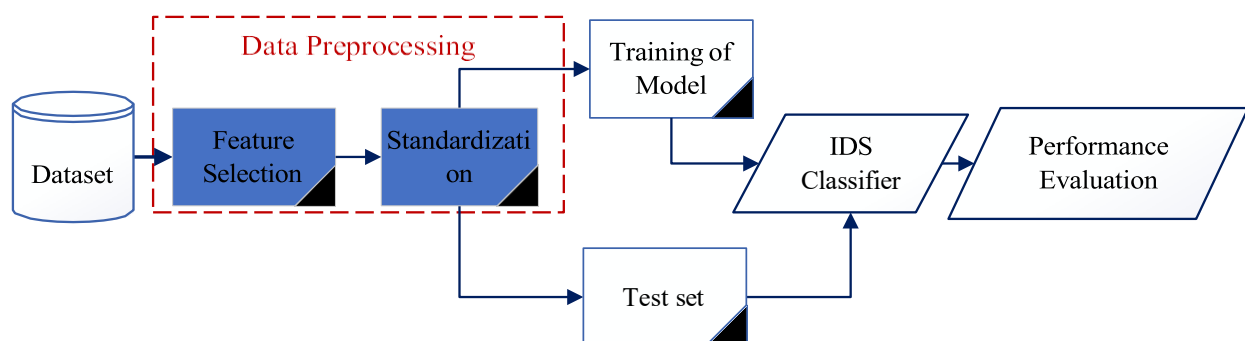 Data Preprocessing
Training of
Model
Dataset
Feature
Selection
Standardizati
on
IDS
Classifier
Performance
Evaluation
Test set